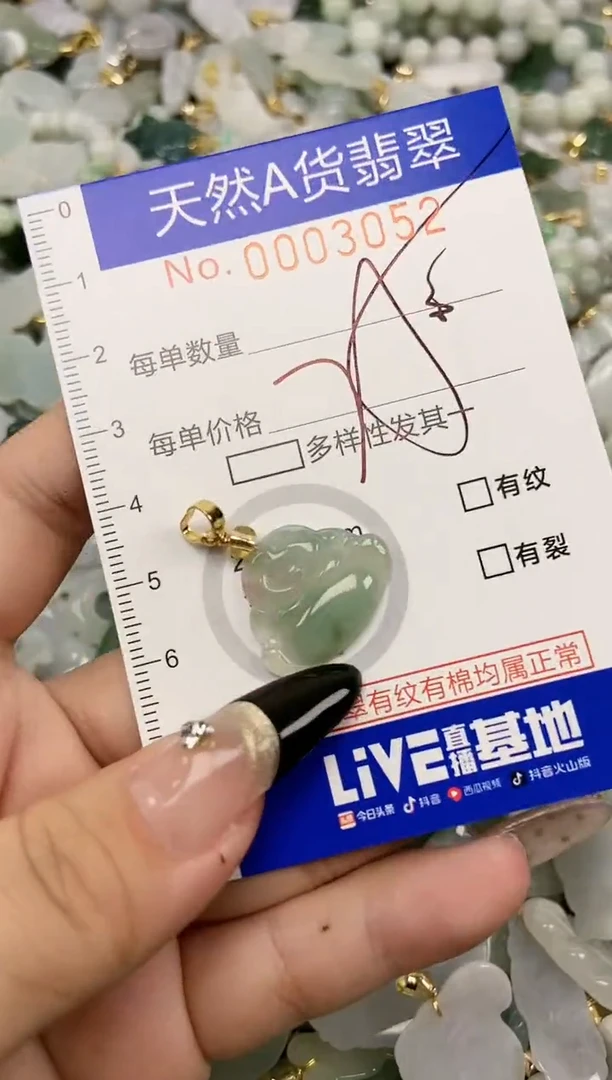 天然A货翡翠
No. 0003052
0
1
2
3
4
5
6
每单数量
每单价格
多样性发其一
有纹
有裂
翠有纹有棉均属正常
LiVE直播基地
今日头条 抖音 西瓜视频 抖音火山版